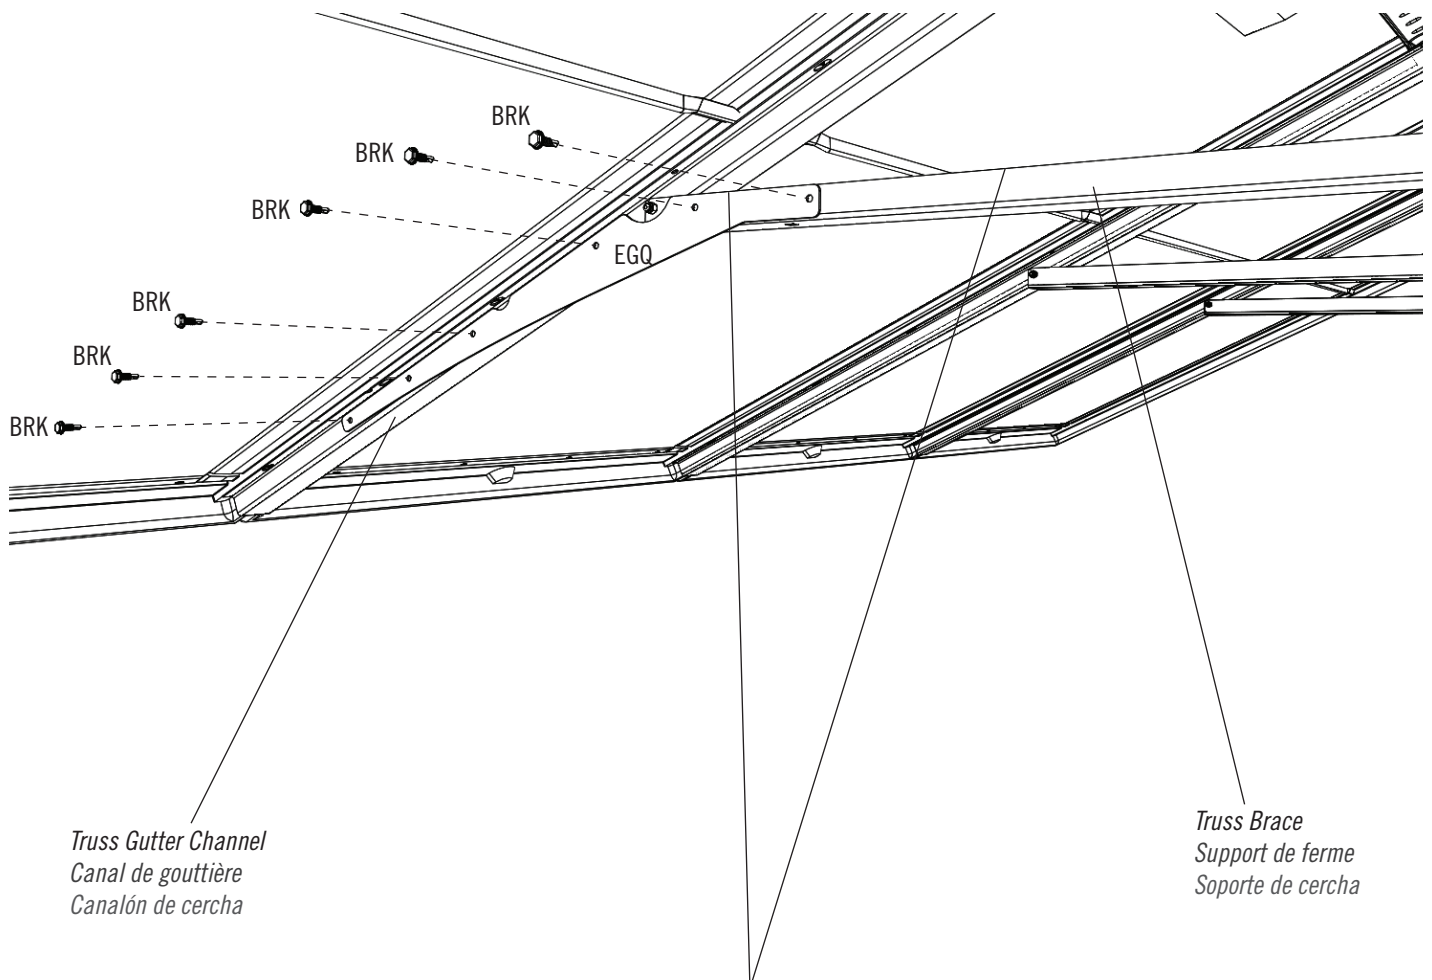 BRK
BRK
BRK
EGQ
BRK
BRK
BRK
Truss Gutter Channel
Canal de gouttière
Canalón de cercha
Truss Brace
Support de ferme
Soporte de cercha